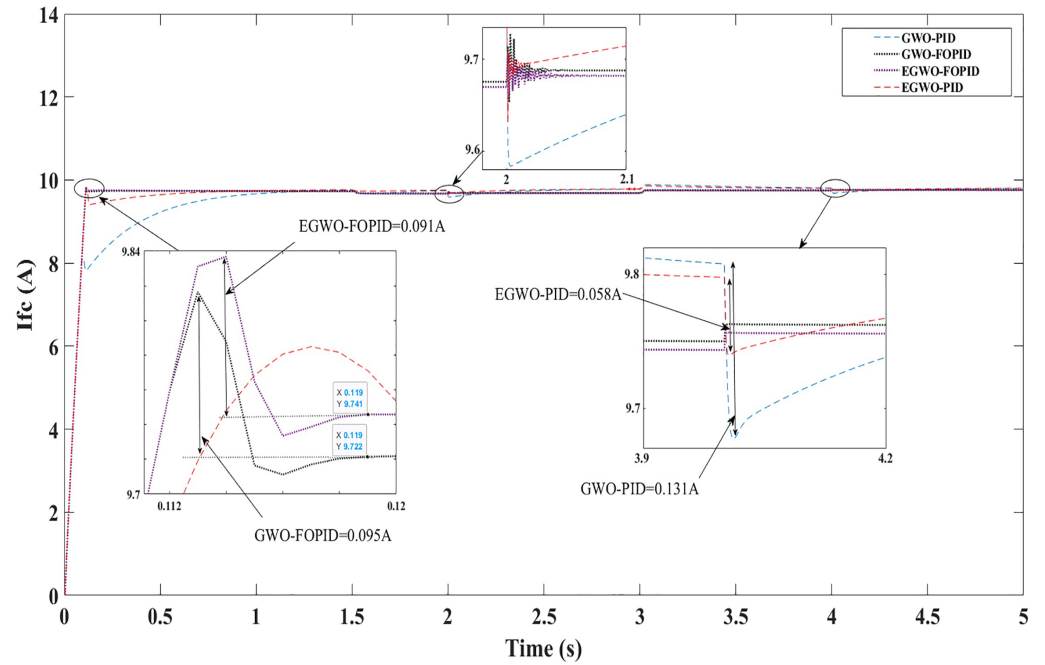 14
12
10
8
6
4
2
0
Ifc (A)
0
0.5
1
1.5
2
2.5
3
3.5
4
4.5
5
Time (s)
GWO-PID
GWO-FOPID
EGWO-FOPID
EGWO-PID
9.7
9.6
2
2.1
EGWO-FOPID=0.091A
9.84
9.7
0.112
0.12
X 0.119
Y 9.741
X 0.119
Y 9.722
GWO-FOPID=0.095A
EGWO-PID=0.058A
9.8
9.7
3.9
4.2
GWO-PID=0.131A